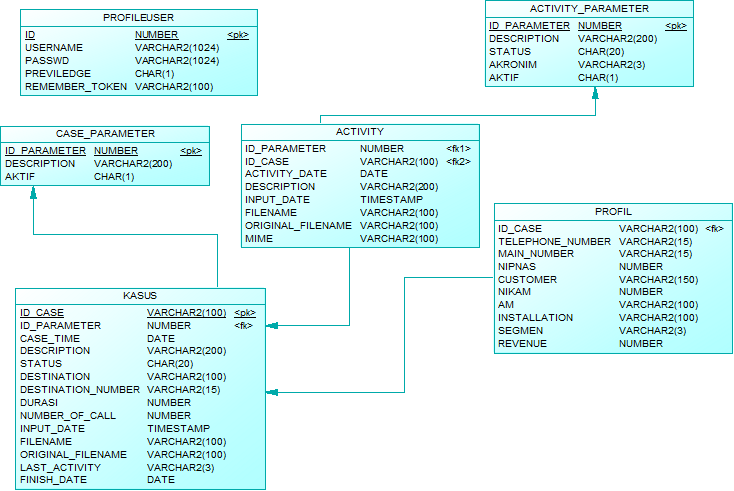 PROFILEUSER
ID NUMBER <pk>
USERNAME VARCHAR2(1024)
PASSWD VARCHAR2(1024)
PREVILEDGE CHAR(1)
REMEMBER_TOKEN VARCHAR2(100)
ACTIVITY_PARAMETER
ID_PARAMETER NUMBER <pk>
DESCRIPTION VARCHAR2(200)
STATUS CHAR(20)
AKRONIM VARCHAR2(3)
AKTIF CHAR(1)
CASE_PARAMETER
ID_PARAMETER NUMBER <pk>
DESCRIPTION VARCHAR2(200)
AKTIF CHAR(1)
ACTIVITY
ID_PARAMETER NUMBER <fk1>
ID_CASE VARCHAR2(100) <fk2>
ACTIVITY_DATE DATE
DESCRIPTION VARCHAR2(200)
INPUT_DATE TIMESTAMP
FILENAME VARCHAR2(100)
ORIGINAL_FILENAME VARCHAR2(100)
MIME VARCHAR2(100)
PROFIL
ID_CASE VARCHAR2(100) <fk>
TELEPHONE_NUMBER VARCHAR2(15)
MAIN_NUMBER VARCHAR2(15)
NIPNAS NUMBER
CUSTOMER VARCHAR2(150)
NIKAM NUMBER
AM VARCHAR2(100)
INSTALLATION VARCHAR2(100)
SEGMEN VARCHAR2(3)
REVENUE NUMBER
KASUS
ID_CASE VARCHAR2(100) <pk>
ID_PARAMETER NUMBER <fk>
CASE_TIME DATE
DESCRIPTION VARCHAR2(200)
STATUS CHAR(20)
DESTINATION VARCHAR2(100)
DESTINATION_NUMBER VARCHAR2(15)
DURASI NUMBER
NUMBER_OF_CALL NUMBER
INPUT_DATE TIMESTAMP
FILENAME VARCHAR2(100)
ORIGINAL_FILENAME VARCHAR2(100)
LAST_ACTIVITY VARCHAR2(3)
FINISH_DATE DATE